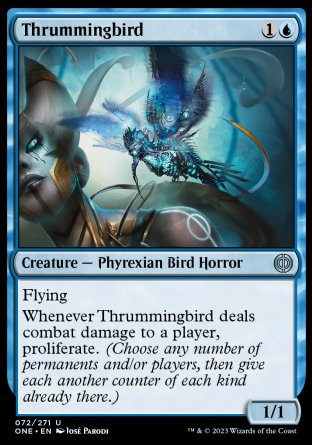 Thrummingbird 1
Creature — Phyrexian Bird Horror
Flying
Whenever Thrummingbird deals
combat damage to a player,
proliferate. (Choose any number of
permanents and/or players, then give
each another counter of each kind
already there.)
1/1
072/271 U
ONE • EN José Parodi
™ & © 2023 Wizards of the Coast